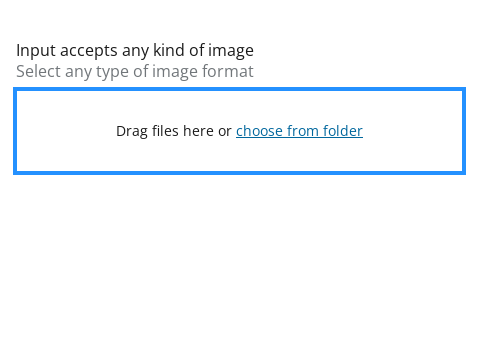 Input accepts any kind of image
Select any type of image format
Drag files here or choose from folder